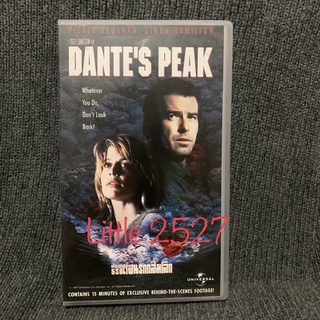 PIERCE BROSNAN LINDA HAMILTON
DANTE'S PEAK
Whatever
You Do,
Don't Look
Back!
Little 2527
UNIVERSAL
CONTAINS 15 MINUTES OF EXCLUSIVE BEHIND-THE-SCENES FOOTAGE!